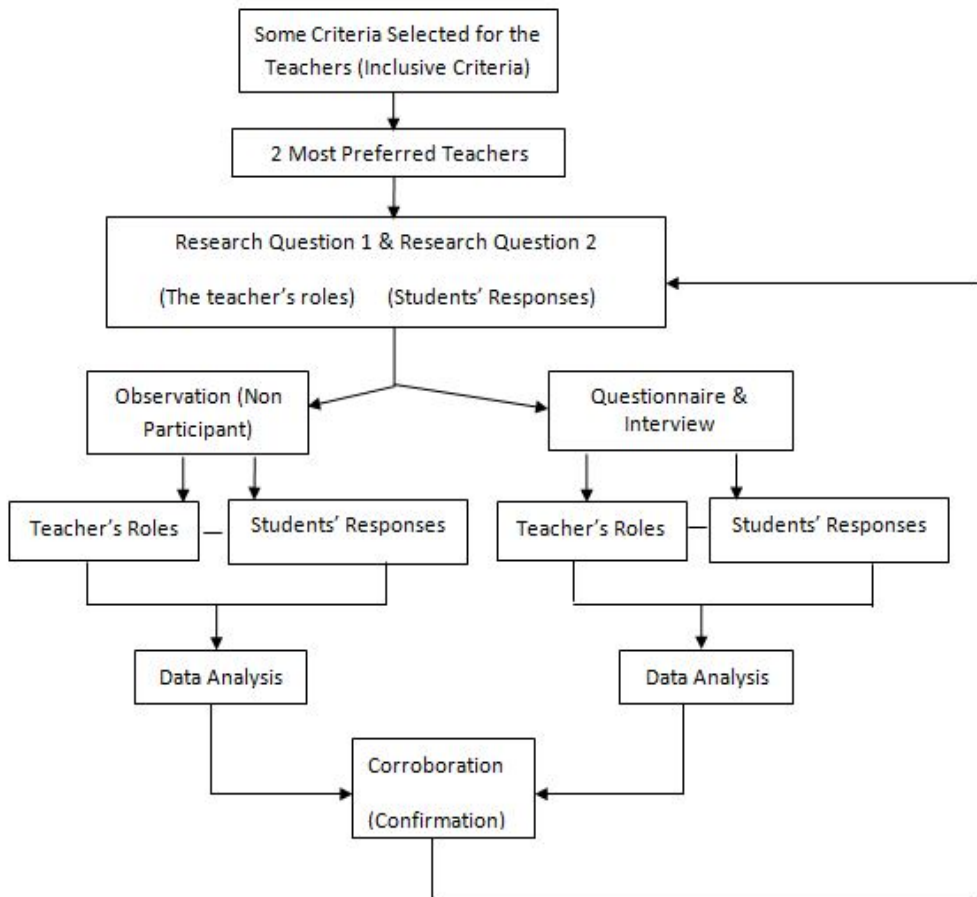 Some Criteria Selected for the
Teachers (Inclusive Criteria)
2 Most Preferred Teachers
Research Question 1 & Research Question 2
(The teacher’s roles) (Students’ Responses)
Observation (Non
Participant)
Questionnaire &
Interview
Teacher’s Roles
Students’ Responses
Teacher’s Roles
Students’ Responses
Data Analysis
Data Analysis
Corroboration
(Confirmation)